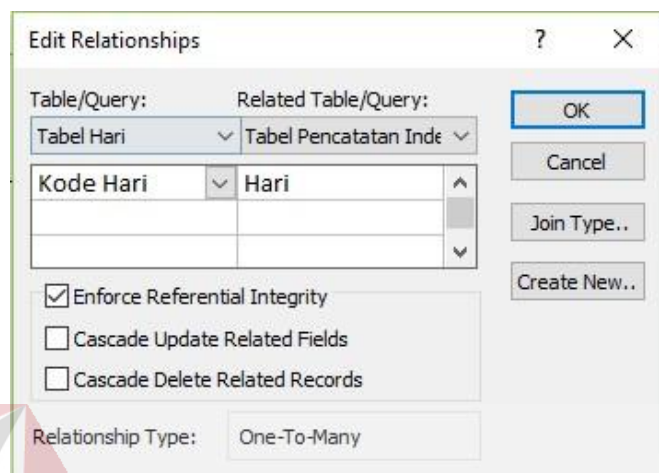 Edit Relationships ? X
Table/Query: Related Table/Query:
Tabel Hari Tabel Pencatatan Inde
OK
Kode Hari Hari
Cancel
Join Type..
Create New..
Enforce Referential Integrity
Cascade Update Related Fields
Cascade Delete Related Records
Relationship Type: One-To-Many